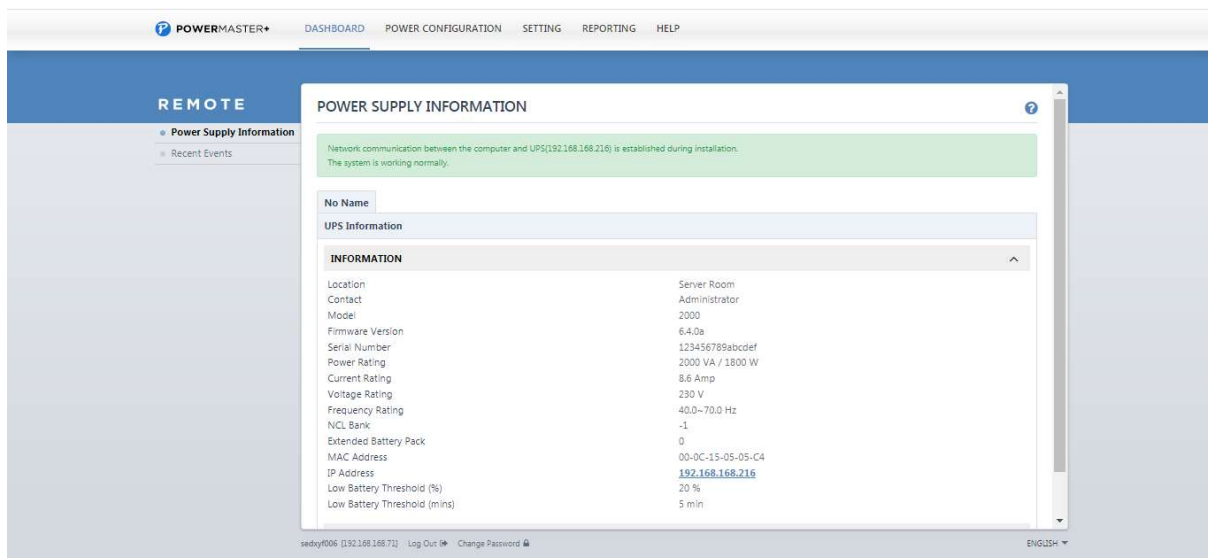 POWERMASTER+ DASHBOARD POWER CONFIGURATION SETTING REPORTING HELP
REMOTE
Power Supply Information
Recent Events
POWER SUPPLY INFORMATION
Network communication between the computer and UPS(192.168.168.216) is established during installation.
The system is working normally.
No Name
UPS Information
INFORMATION
Location Server Room
Contact Administrator
Model 2000
Firmware Version 6.4.0a
Serial Number 123456789abcdef
Power Rating 2000 VA / 1800 W
Current Rating 8.6 Amp
Voltage Rating 230 V
Frequency Rating 40.0~70.0 Hz
NCL Bank -1
Extended Battery Pack 0
MAC Address 00-0C-15-05-05-C4
IP Address 192.168.168.216
Low Battery Threshold (%) 20 %
Low Battery Threshold (mins) 5 min
sedxyf006 [192.168.168.71] Log Out Change Password ENGLISH